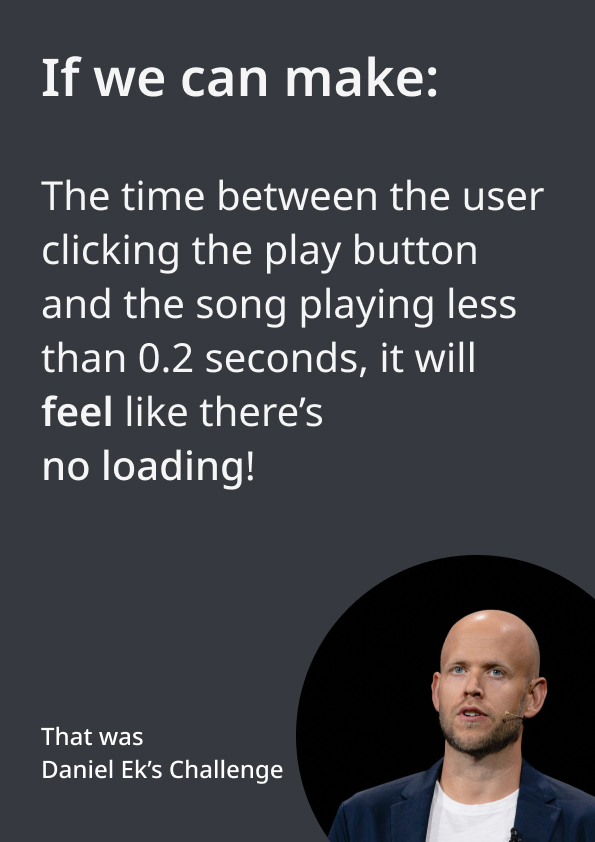 If we can make:
The time between the user
clicking the play button
and the song playing less
than 0.2 seconds, it will
feel like there’s
no loading!
That was
Daniel Ek’s Challenge